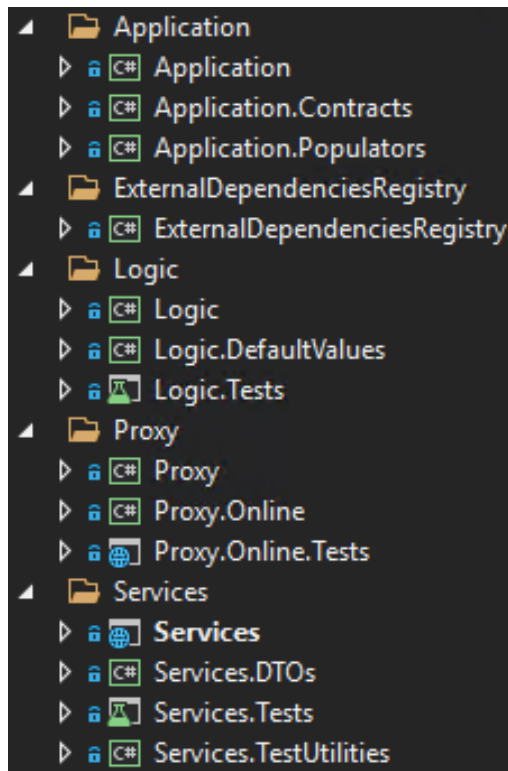 Application
C# Application
C# Application.Contracts
C# Application.Populators
ExternalDependenciesRegistry
C# ExternalDependenciesRegistry
Logic
C# Logic
C# Logic.DefaultValues
Logic.Tests
Proxy
C# Proxy
C# Proxy.Online
Proxy.Online.Tests
Services
Services
C# Services.DTOs
Services.Tests
C# Services.TestUtilities